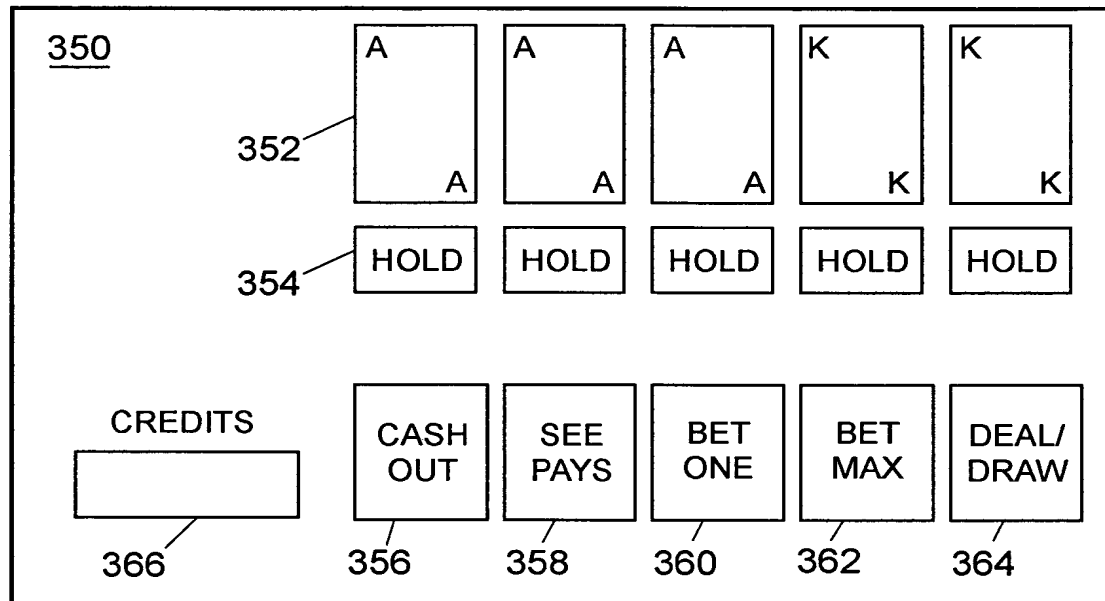 350
A A A K K
352
A A A K K
354
HOLD HOLD HOLD HOLD HOLD
CREDITS
CASH OUT
SEE PAYS
BET ONE
BET MAX
DEAL/ DRAW
366
356
358
360
362
364